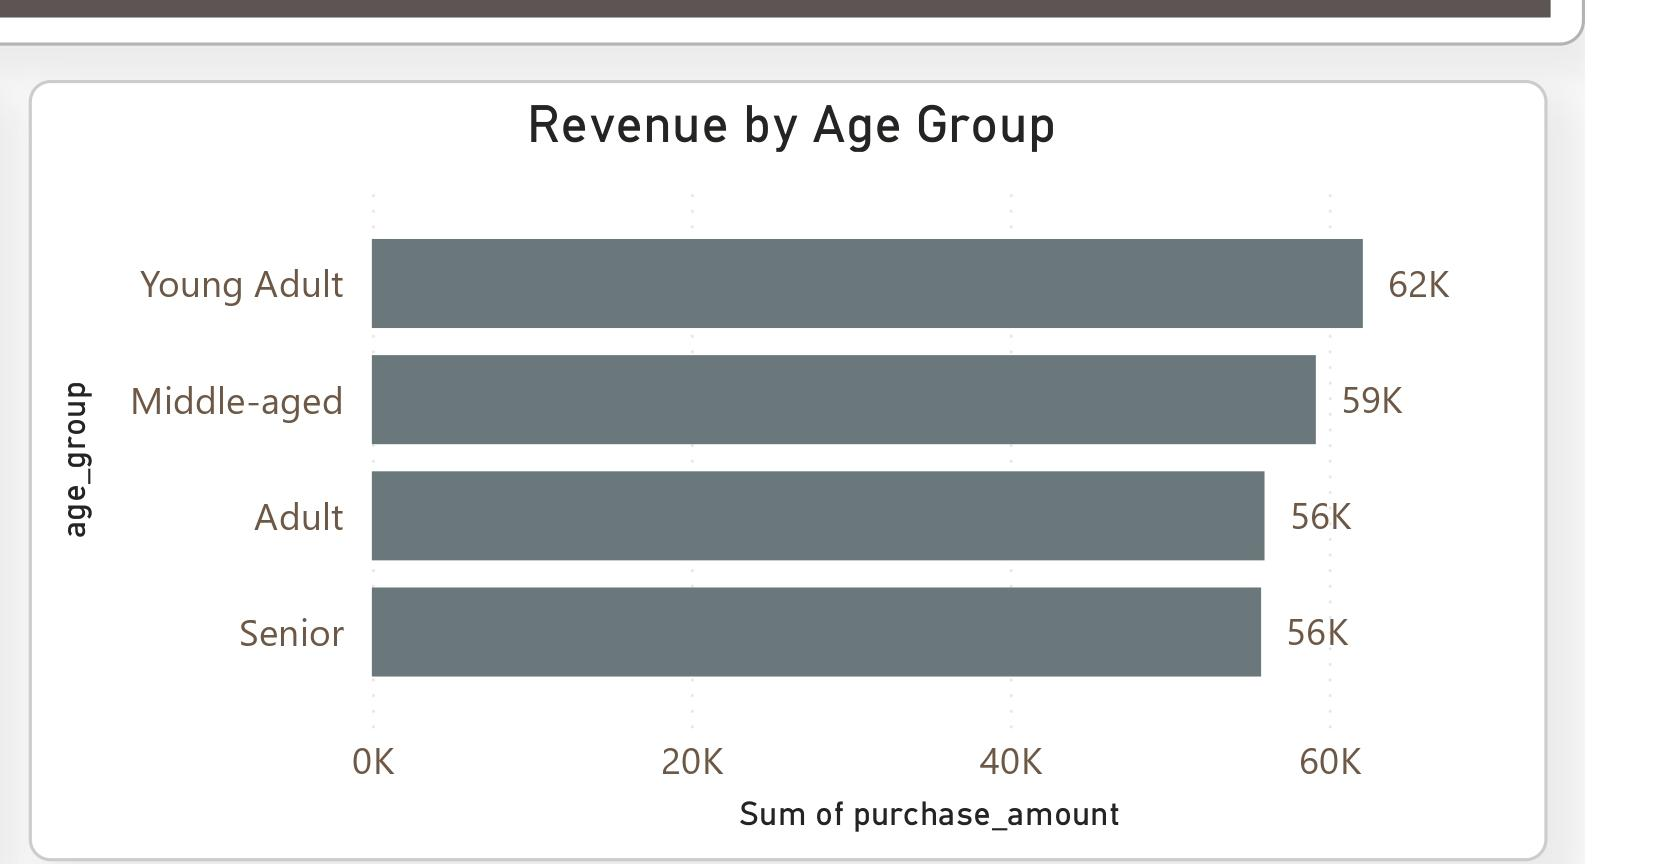 Revenue by Age Group
Young Adult 62K
Middle-aged 59K
Adult 56K
Senior 56K
age_group
0K 20K 40K 60K
Sum of purchase_amount